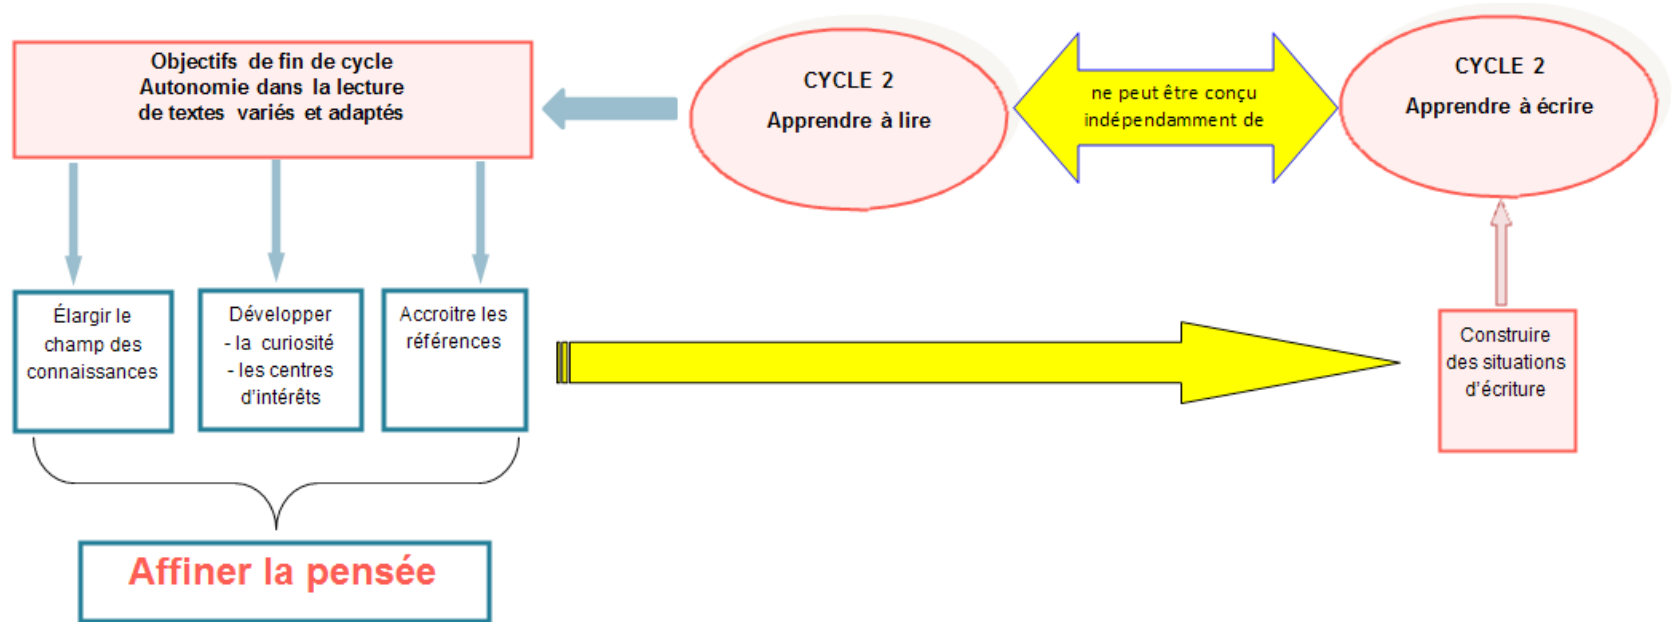 Objectifs de fin de cycle
Autonomie dans la lecture
de textes variés et adaptés
CYCLE 2
Apprendre à lire
ne peut être conçu
indépendamment de
CYCLE 2
Apprendre à écrire
Élargir le
champ des
connaissances
Développer
- la curiosité
- les centres
d'intérêts
Accroitre les
références
Construire
des situations
d'écriture
Affiner la pensée